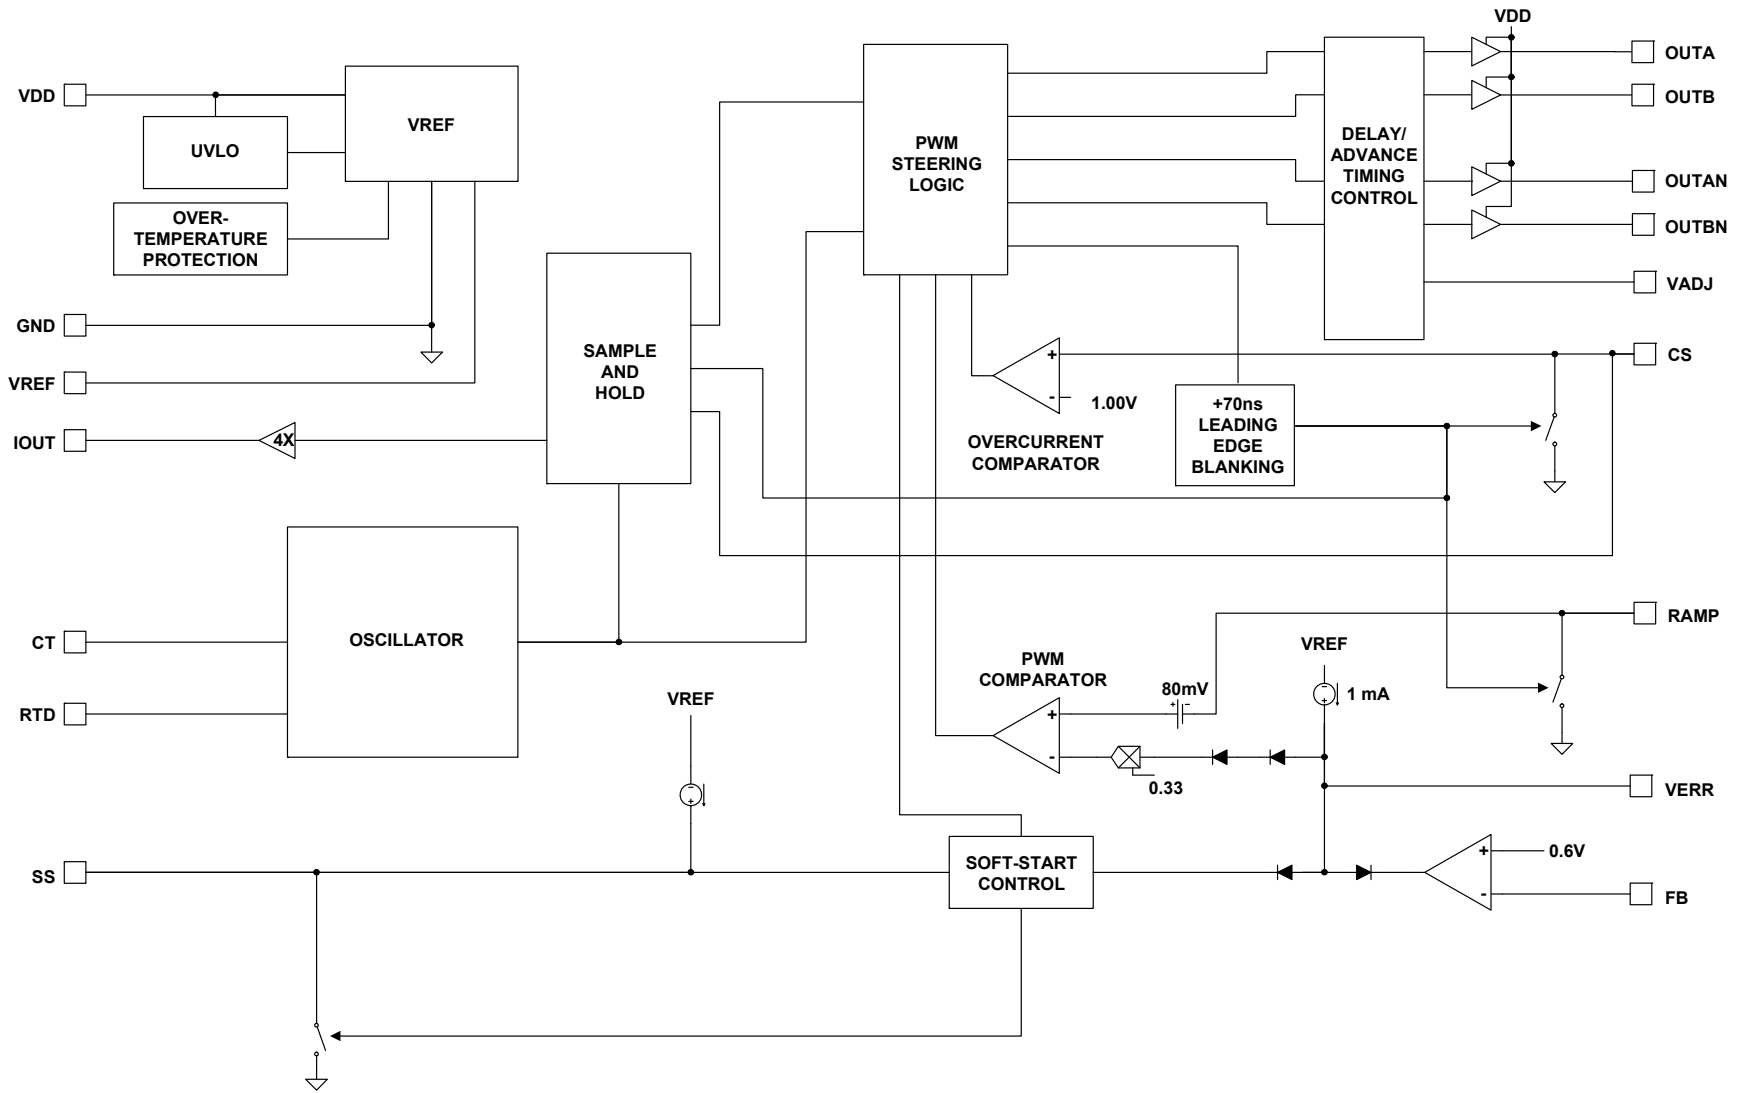 VDD
OUTA
VDD
VREF
OUTB
UVLO
PWM
STEERING
LOGIC
DELAY/
ADVANCE
TIMING
CONTROL
OUTAN
OVER-
TEMPERATURE
PROTECTION
OUTBN
VADJ
GND
SAMPLE
AND
HOLD
+
-
1.00V
CS
VREF
+70ns
LEADING
EDGE
BLANKING
IOUT
4X
OVERCURRENT
COMPARATOR
CT
OSCILLATOR
RAMP
PWM
COMPARATOR
VREF
1 mA
80mV
+
-
RTD
VREF
+
-
0.33
VERR
SS
SOFT-START
CONTROL
+
-
0.6V
FB